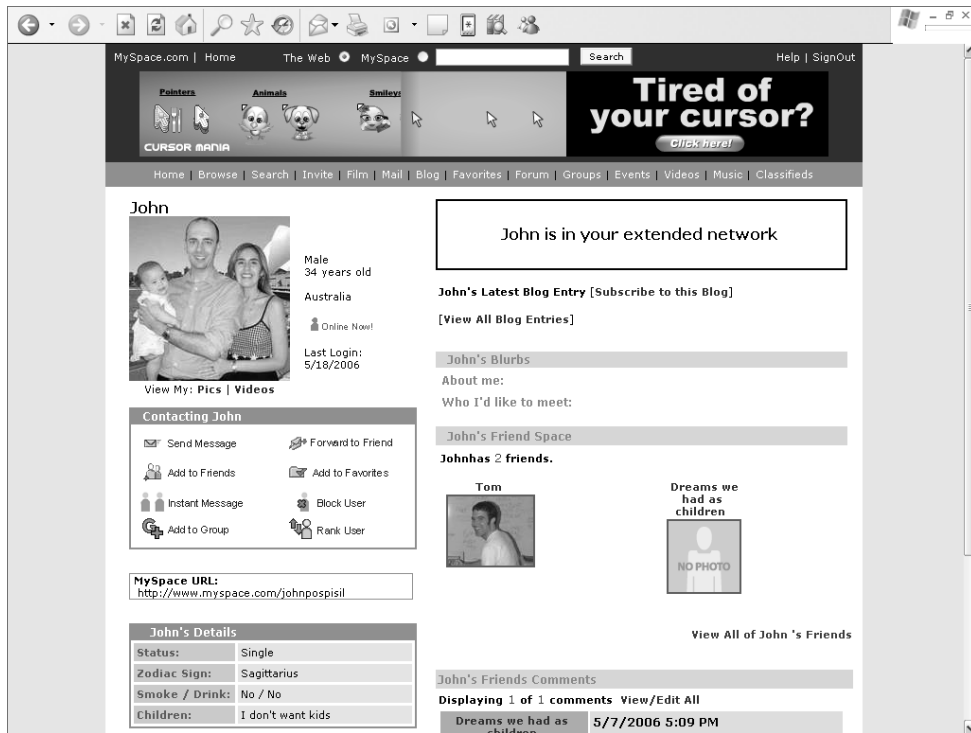 MySpace.com | Home The Web MySpace Search Help | SignOut
Pointers Animals Smileys
CURSOR MANIA
Tired of
your cursor?
Click here!
Home | Browse | Search | Invite | Film | Mail | Blog | Favorites | Forum | Groups | Events | Videos | Music | Classifieds
John
Male
34 years old
Australia
Online Now!
Last Login:
5/18/2006
View My: Pics | Videos
Contacting John
Send Message Forward to Friend
Add to Friends Add to Favorites
Instant Message Block User
Add to Group Rank User
MySpace URL:
http://www.myspace.com/johnpospisil
John's Details
Status: Single
Zodiac Sign: Sagittarius
Smoke / Drink: No / No
Children: I don't want kids
John is in your extended network
John's Latest Blog Entry [Subscribe to this Blog]
[View All Blog Entries]
John's Blurbs
About me:
Who I'd like to meet:
John's Friend Space
Johnhas 2 friends.
Tom
Dreams we
had as
children
NO PHOTO
View All of John 's Friends
John's Friends Comments
Displaying 1 of 1 comments View/Edit All
Dreams we had as
children
5/7/2006 5:09 PM